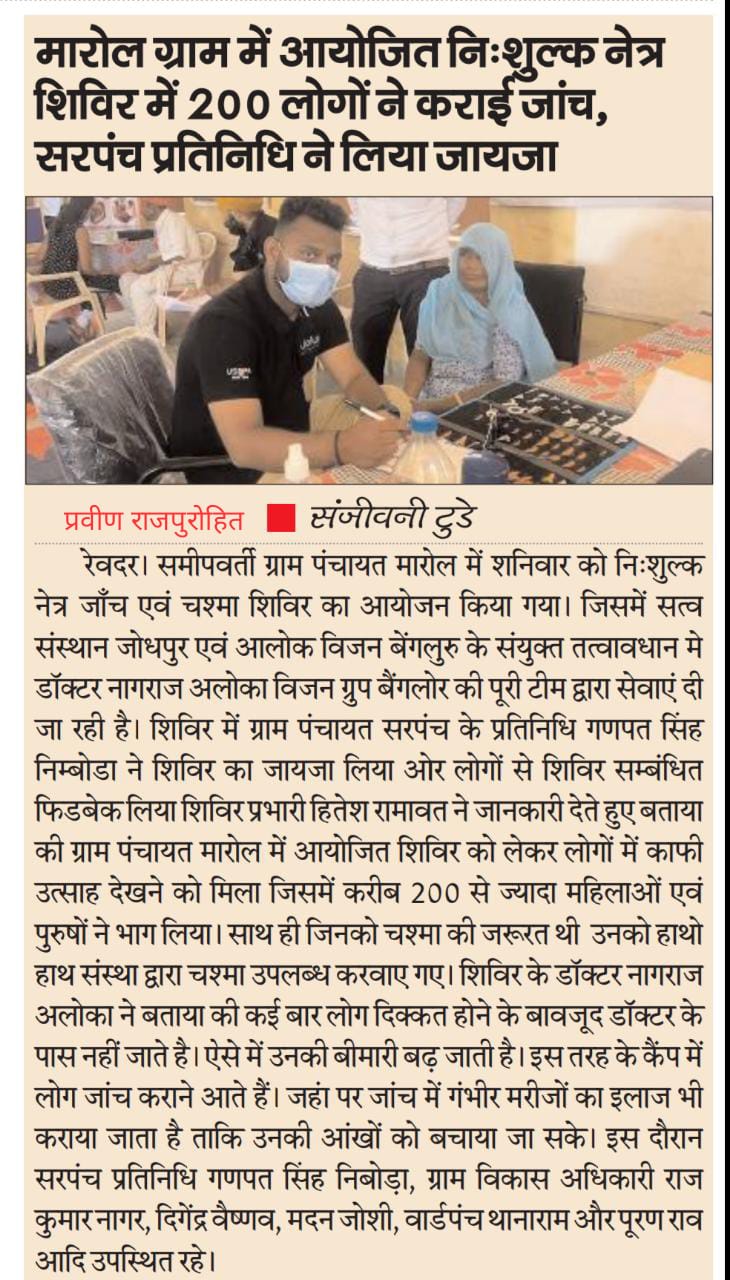 मारोल ग्राम में आयोजित निःशुल्क नेत्र
शिविर में 200 लोगों ने कराई जांच,
सरपंच प्रतिनिधि ने लिया जायजा
प्रवीण राजपुरोहित संजीवनी टुडे
रेवदर। समीपवर्ती ग्राम पंचायत मारोल में शनिवार को निःशुल्क
नेत्र जाँच एवं चश्मा शिविर का आयोजन किया गया। जिसमें सत्व
संस्थान जोधपुर एवं आलोक विजन बेंगलुरु के संयुक्त तत्वावधान मे
डॉक्टर नागराज अलोका विजन ग्रुप बैंगलोर की पूरी टीम द्वारा सेवाएं दी
जा रही है। शिविर में ग्राम पंचायत सरपंच के प्रतिनिधि गणपत सिंह
निम्बोडा ने शिविर का जायजा लिया ओर लोगों से शिविर सम्बंधित
फिडबेक लिया शिविर प्रभारी हितेश रामावत ने जानकारी देते हुए बताया
की ग्राम पंचायत मारोल में आयोजित शिविर को लेकर लोगों में काफी
उत्साह देखने को मिला जिसमें करीब 200 से ज्यादा महिलाओं एवं
पुरुषों ने भाग लिया। साथ ही जिनको चश्मा की जरूरत थी उनको हाथो
हाथ संस्था द्वारा चश्मा उपलब्ध करवाए गए। शिविर के डॉक्टर नागराज
अलोका ने बताया की कई बार लोग दिक्कत होने के बावजूद डॉक्टर के
पास नहीं जाते है। ऐसे में उनकी बीमारी बढ़ जाती है। इस तरह के कैंप में
लोग जांच कराने आते हैं। जहां पर जांच में गंभीर मरीजों का इलाज भी
कराया जाता है ताकि उनकी आंखों को बचाया जा सके। इस दौरान
सरपंच प्रतिनिधि गणपत सिंह निबोड़ा, ग्राम विकास अधिकारी राज
कुमार नागर, दिगेंद्र वैष्णव, मदन जोशी, वार्डपंच थानाराम और पूरण राव
आदि उपस्थित रहे।